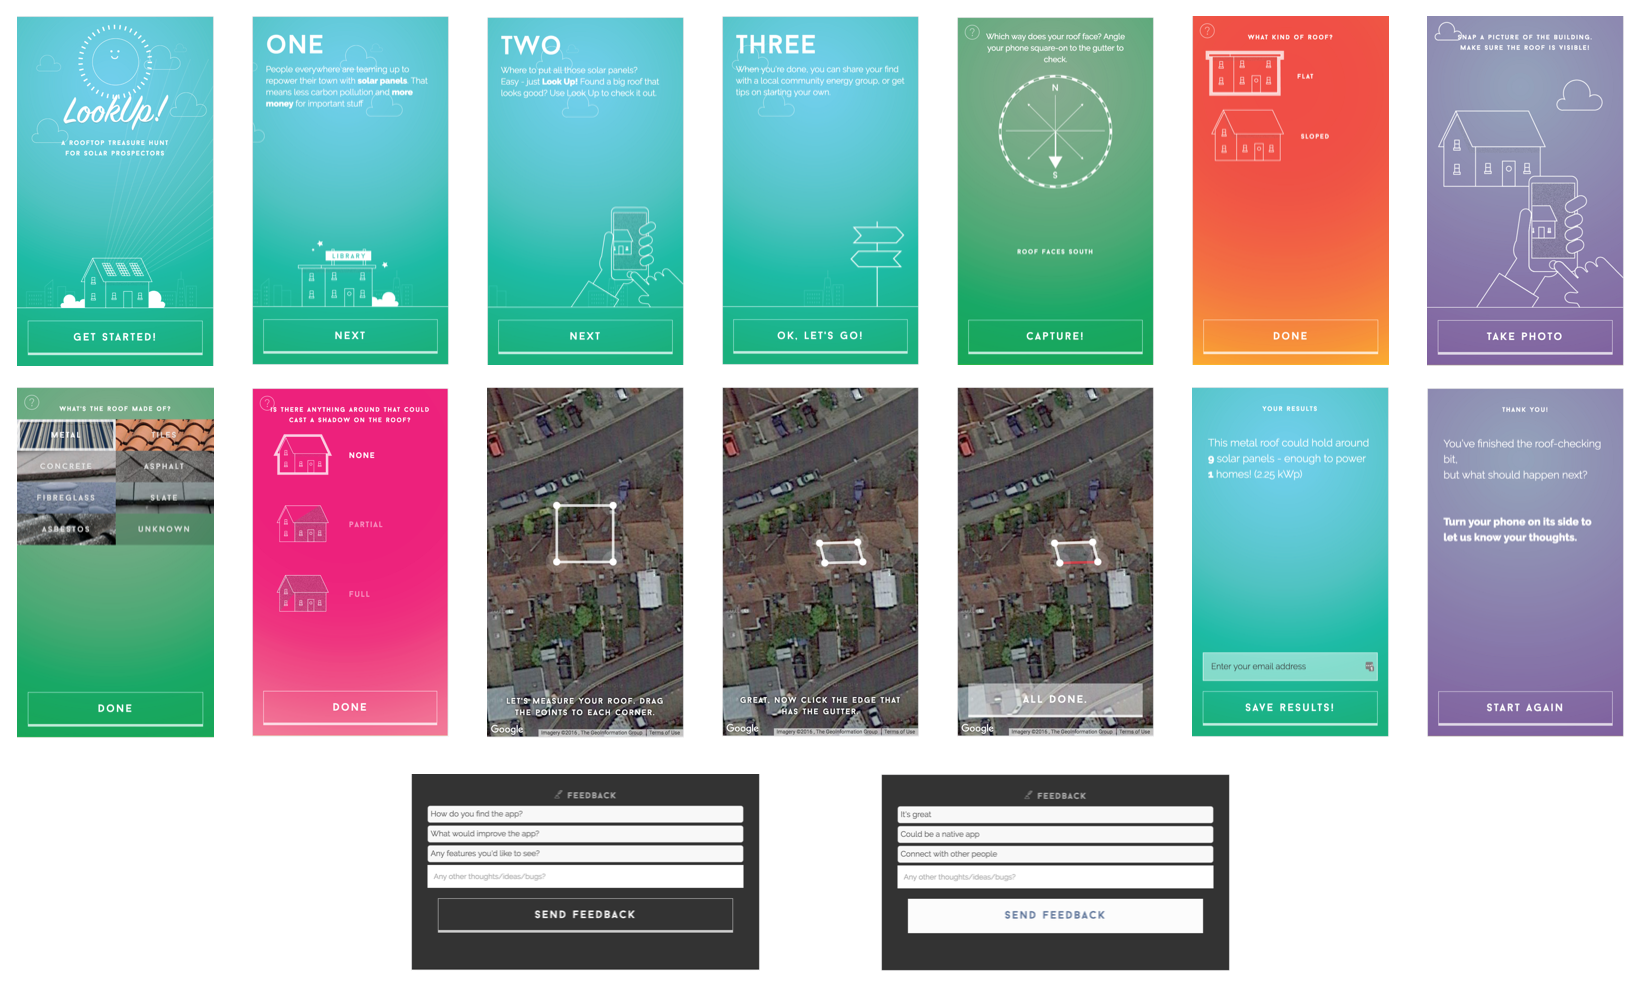 LookUp!
A ROOFTOP TREASURE HUNT
FOR SOLAR PROSPECTORS
GET STARTED!
ONE
People everywhere are teaming up to
repower their town with solar panels. That
means less carbon pollution and more
money for important stuff
LIBRARY
NEXT
TWO
Where to put all those solar panels?
Easy - just Look Up! Found a big roof that
looks good? Use Look Up to check it out.
NEXT
THREE
When you're done, you can share your find
with a local community energy group, or get
tips on starting your own.
OK, LET'S GO!
?
Which way does your roof face? Angle
your phone square-on to the gutter to
check.
N
S
ROOF FACES SOUTH
CAPTURE!
?
WHAT KIND OF ROOF?
FLAT
SLOPED
DONE
SNAP A PICTURE OF THE BUILDING.
MAKE SURE THE ROOF IS VISIBLE!
TAKE PHOTO
?
WHAT'S THE ROOF MADE OF?
METAL
TILES
CONCRETE
ASPHALT
FIBREGLASS
SLATE
ASBESTOS
UNKNOWN
DONE
?
IS THERE ANYTHING AROUND THAT COULD
CAST A SHADOW ON THE ROOF?
NONE
PARTIAL
FULL
DONE
LET'S MEASURE YOUR ROOF. DRAG
THE POINTS TO EACH CORNER.
Google
Imagery ©2016 , The GeoInformation Group
Terms of Use
GREAT. NOW CLICK THE EDGE THAT
HAS THE GUTTER.
Google
Imagery ©2016 , The GeoInformation Group
Terms of Use
ALL DONE.
Google
Imagery ©2016 , The GeoInformation Group
Terms of Use
YOUR RESULTS
This metal roof could hold around
9 solar panels - enough to power
1 homes! (2.25 kWp)
Enter your email address
SAVE RESULTS!
THANK YOU!
You've finished the roof-checking
bit,
but what should happen next?
Turn your phone on its side to
let us know your thoughts.
START AGAIN
FEEDBACK
How do you find the app?
What would improve the app?
Any features you'd like to see?
Any other thoughts/ideas/bugs?
SEND FEEDBACK
FEEDBACK
It's great
Could be a native app
Connect with other people
Any other thoughts/ideas/bugs?
SEND FEEDBACK